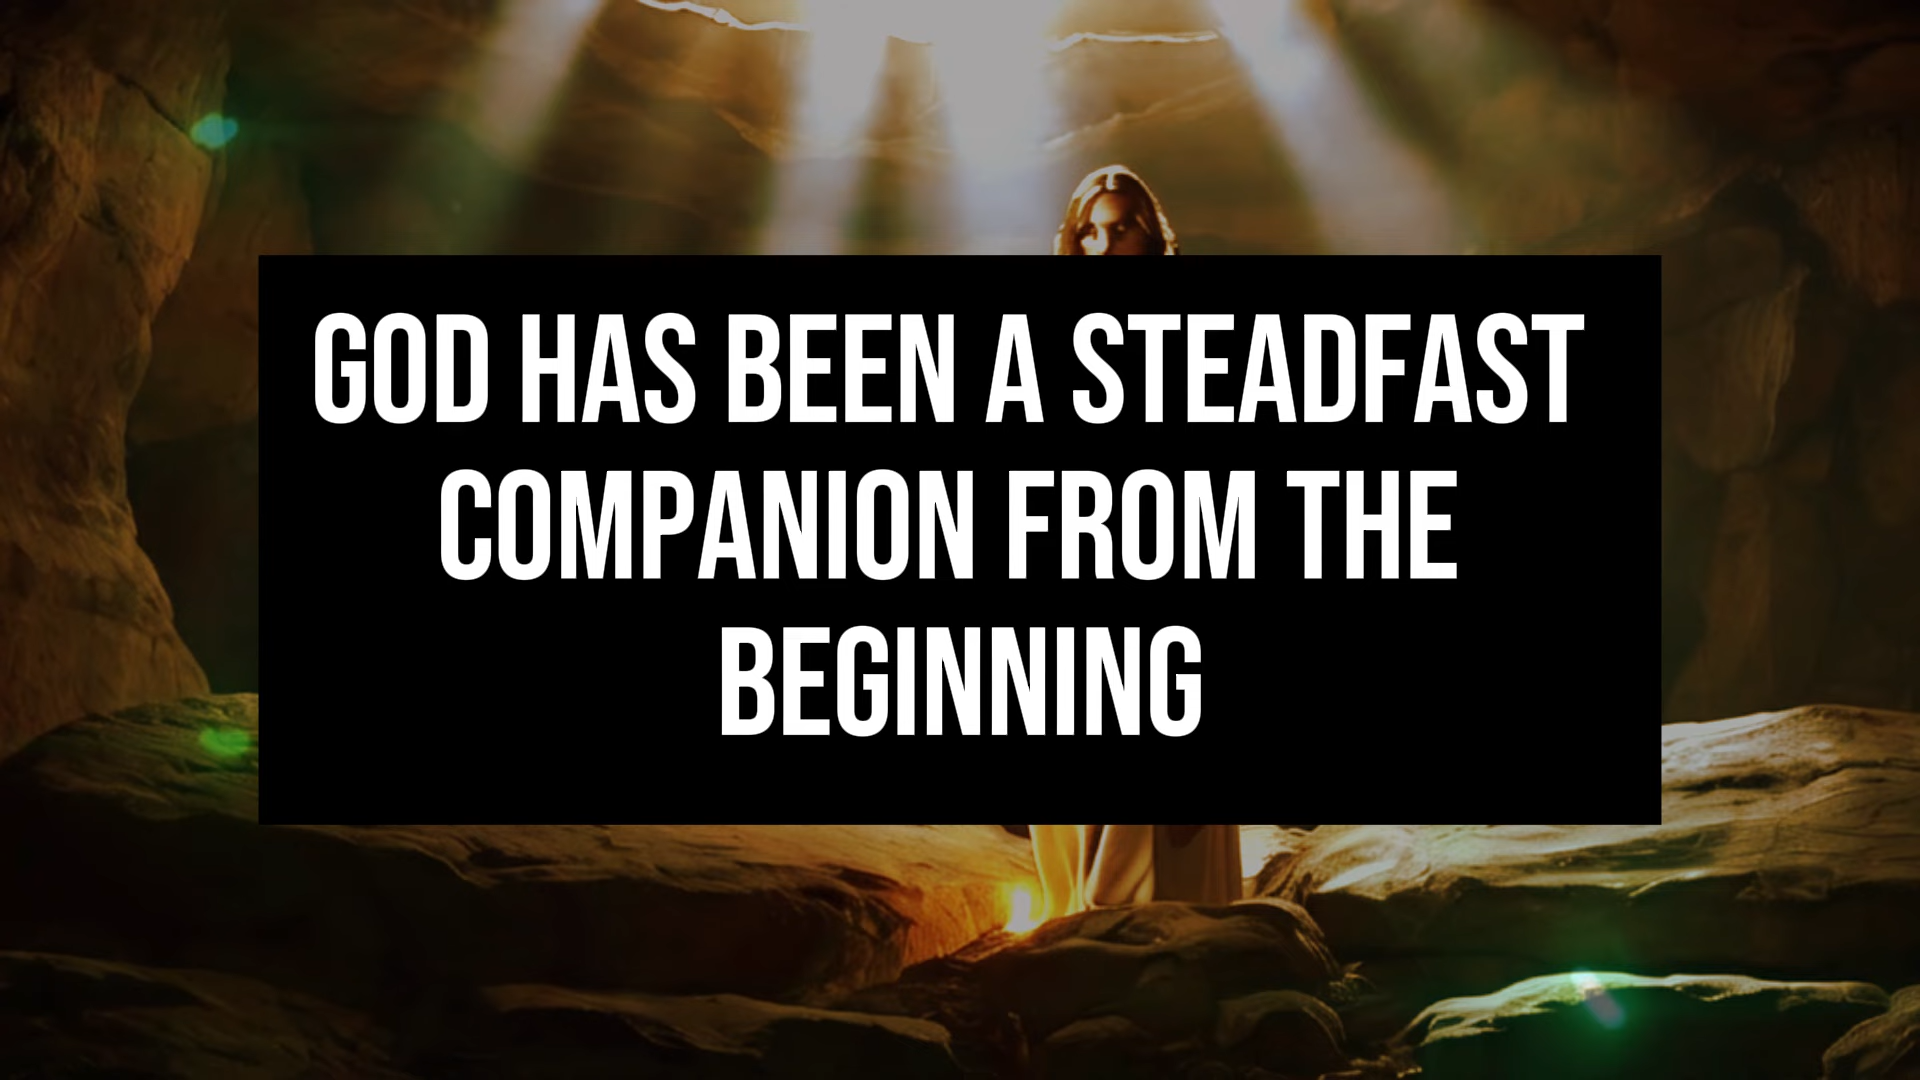 GOD HAS BEEN A STEADFAST
COMPANION FROM THE
BEGINNING